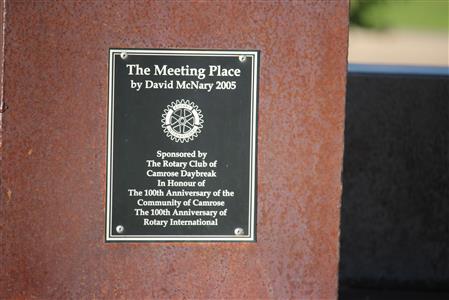 The Meeting Place
by David McNary 2005
Sponsored by
The Rotary Club of
Camrose Daybreak
In Honour of
The 100th Anniversary of the
Community of Camrose
The 100th Anniversary of
Rotary International